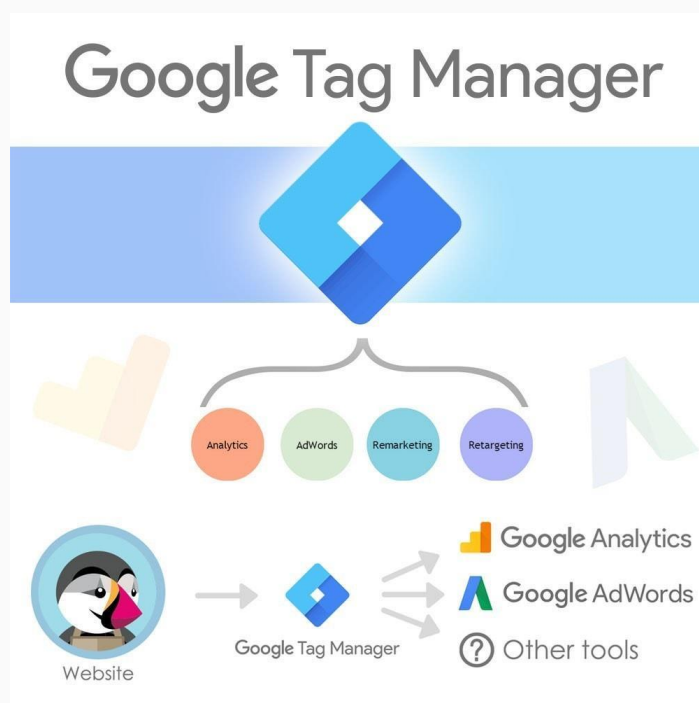 Google Tag Manager
Analytics
AdWords
Remarketing
Retargeting
Website
Google Tag Manager
Google Analytics
Google AdWords
? Other tools